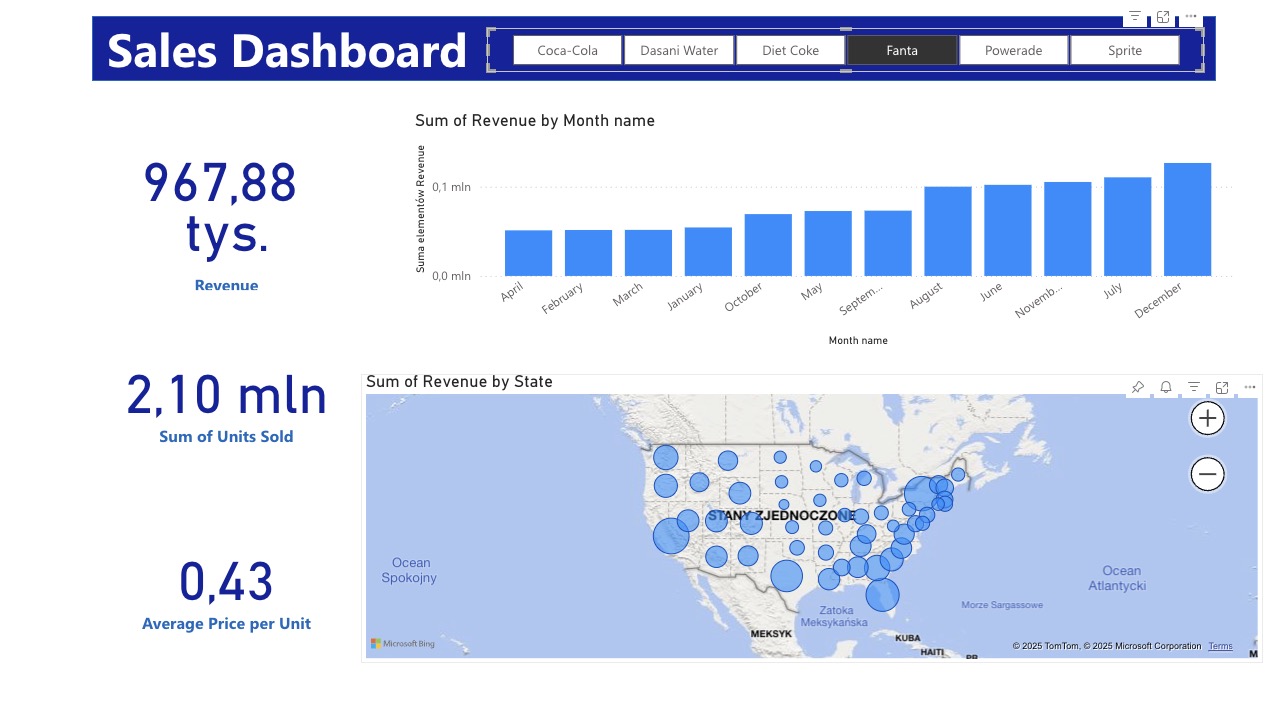 Sales Dashboard
Coca-Cola
Dasani Water
Diet Coke
Fanta
Powerade
Sprite
967,88
tys.
Revenue
Sum of Revenue by Month name
Suma elementów Revenue
0,1 mln
0,0 mln
April
February
March
January
October
May
Septem...
August
June
Novemb...
July
December
Month name
2,10 mln
Sum of Units Sold
0,43
Average Price per Unit
Sum of Revenue by State
STANY ZJEDNOCZONE
Ocean
Spokojny
Ocean
Atlantycki
Morze Sargassowe
Zatoka
Meksykańska
MEKSYK
KUBA
HAITI
PR
M
Microsoft Bing
© 2025 TomTom, © 2025 Microsoft Corporation Terms